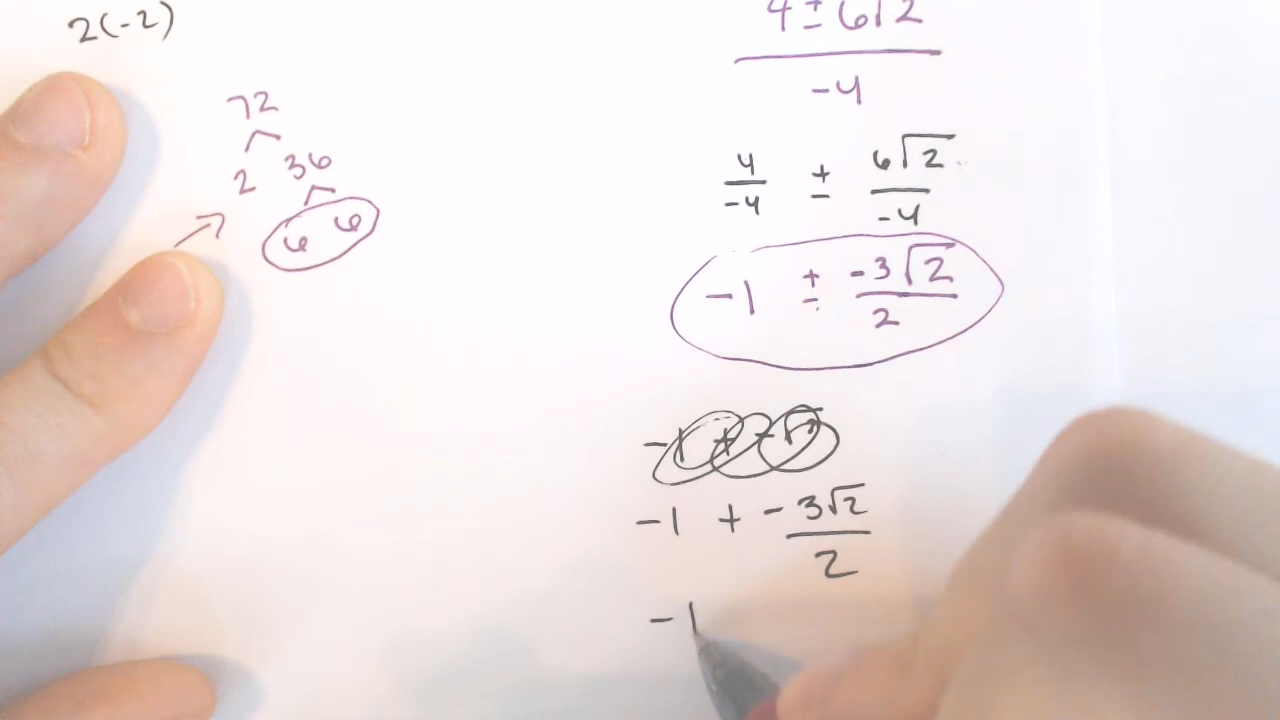 2(-2)
72
2 36
6 6
4 ± 6√2
-4
4/-4 ± 6√2/-4
-1 ± -3√2/2
-1 + -3√2/2
-1